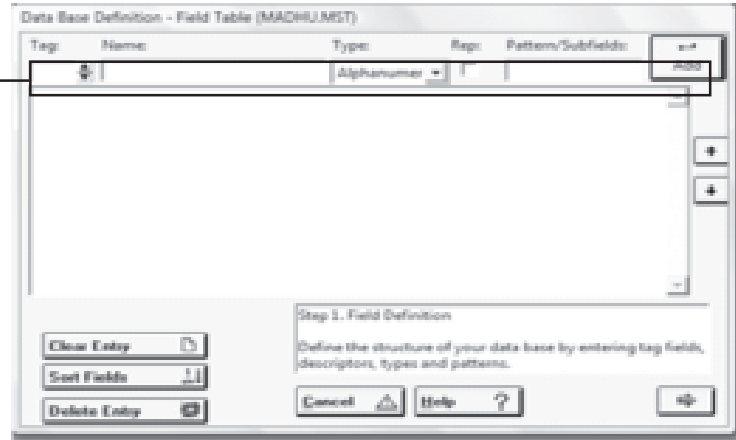 Data Base Definition - Field Table (MADHU.MST)
Tag: Name: Type: Rep: Pattern/Subfields:
Add
Alphanumer
Step 1. Field Definition
Define the structure of your data base by entering tag fields,
descriptors, types and patterns.
Clear Entry
Sort Fields
Delete Entry
Cancel Help ?